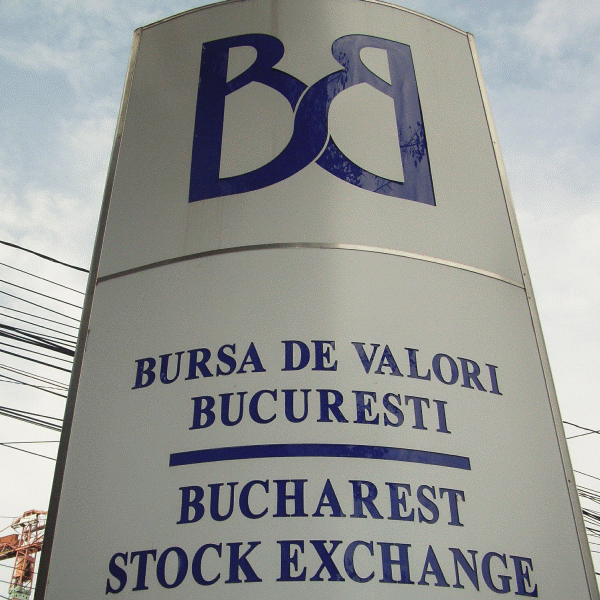 BURSA DE VALORI
BUCURESTI
BUCHAREST
STOCK EXCHANGE